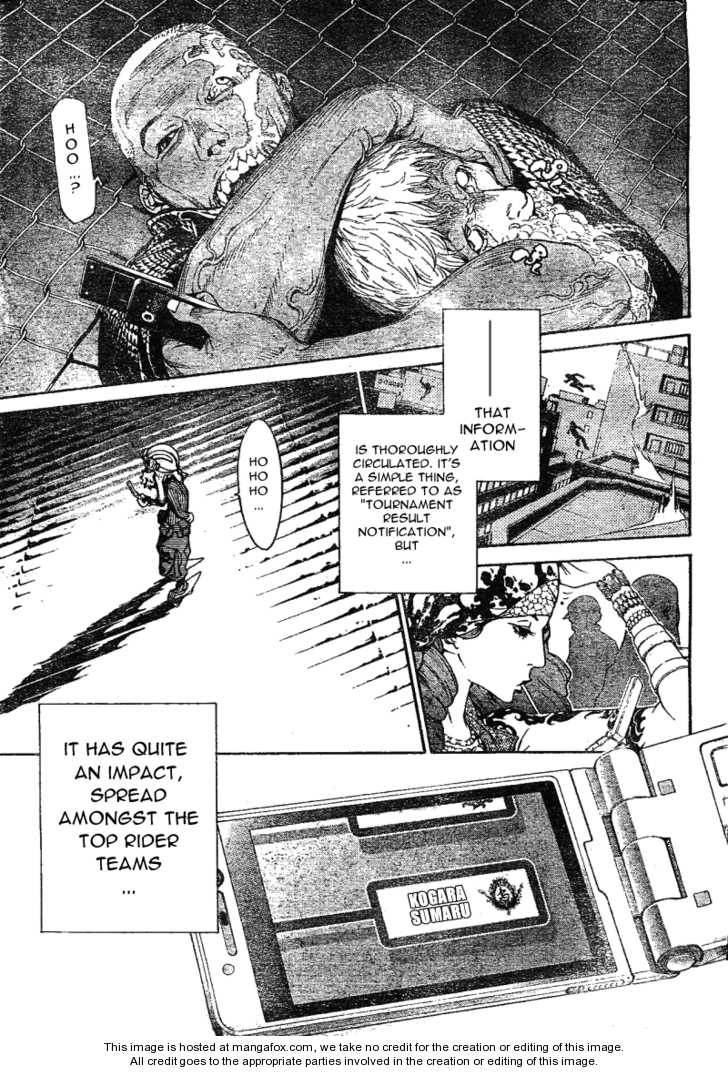 HOO
...?
THAT
INFORM-
ATION
IS THOROUGHLY
CIRCULATED. IT'S
A SIMPLE THING,
REFERRED TO AS
"TOURNAMENT
RESULT
NOTIFICATION",
BUT
...
HO
HO
HO
...
IT HAS QUITE
AN IMPACT,
SPREAD
AMONGST THE
TOP RIDER
TEAMS
...
KOGARA
SUMARU
This image is hosted at mangafox.com, we take no credit for the creation or editing of this image.
All credit goes to the appropriate parties involved in the creation or editing of this image.